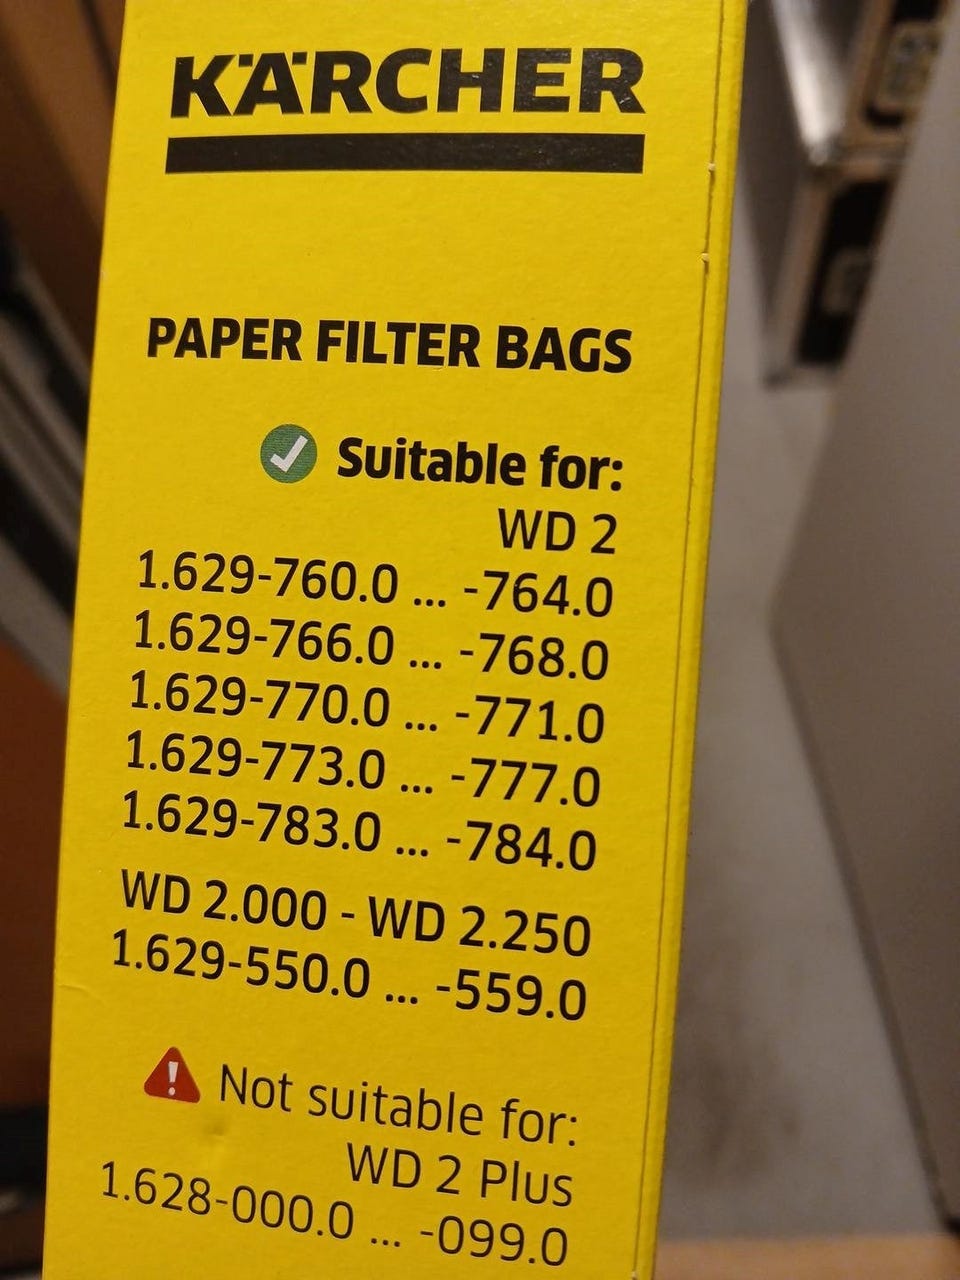 KÄRCHER
PAPER FILTER BAGS
Suitable for:
WD 2
1.629-760.0 ... -764.0
1.629-766.0 ... -768.0
1.629-770.0 ... -771.0
1.629-773.0 ... -777.0
1.629-783.0 ... -784.0
WD 2.000 - WD 2.250
1.629-550.0 ... -559.0
Not suitable for:
WD 2 Plus
1.628-000.0 ... -099.0